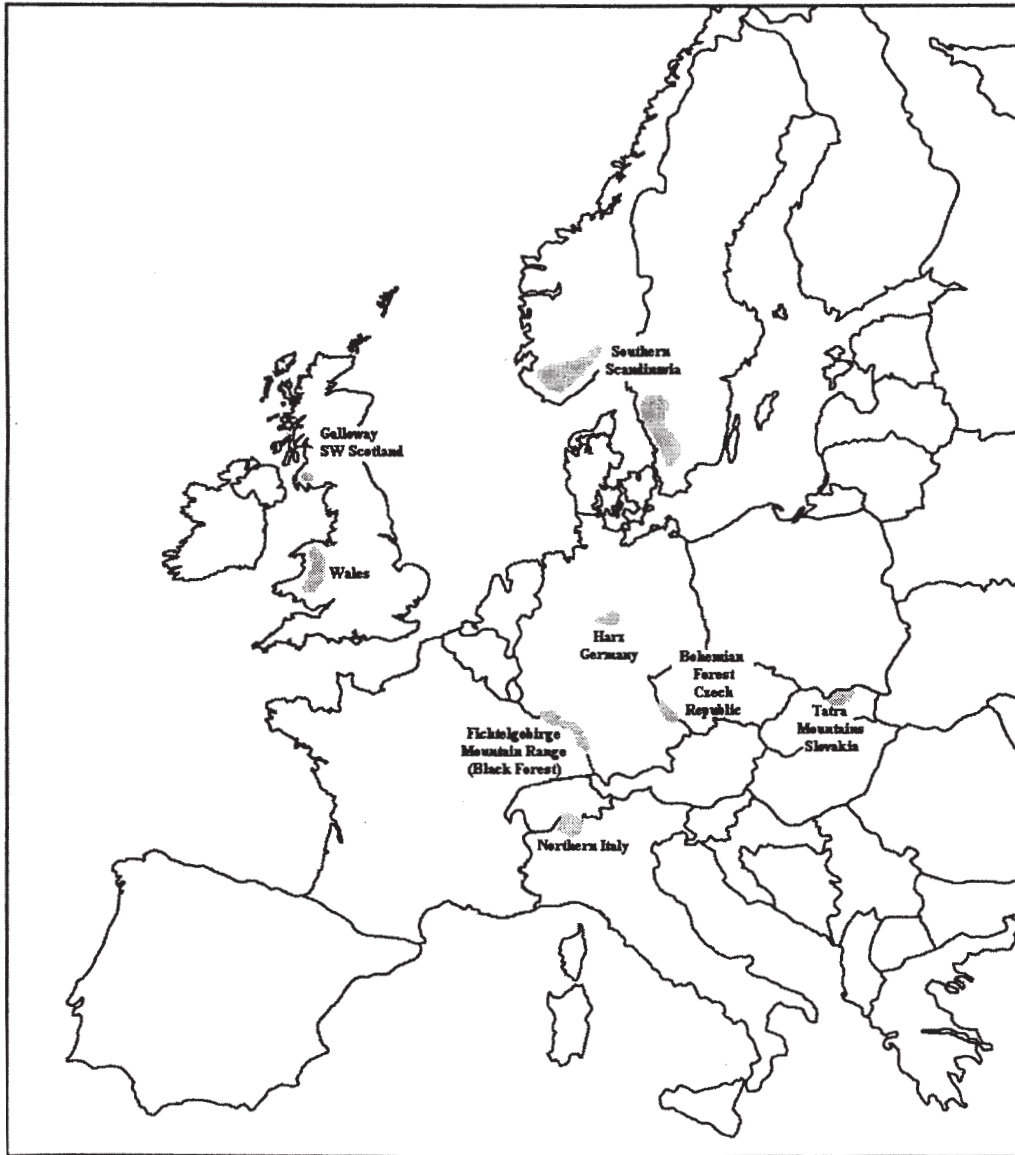 Southern
Scandinavia
Galloway
SW Scotland
Wales
Harz
Germany
Bohemian
Forest
Czech
Republic
Tatra
Mountains
Slovakia
Fichtelgebirge
Mountain Range
(Black Forest)
Northern Italy